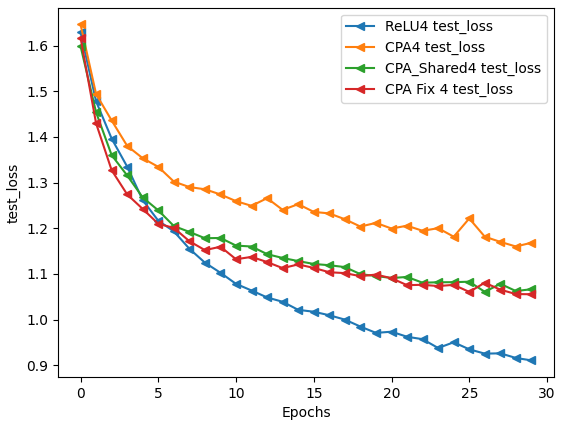 ReLU4 test_loss
CPA4 test_loss
CPA_Shared4 test_loss
CPA Fix 4 test_loss
test_loss
1.6
1.5
1.4
1.3
1.2
1.1
1.0
0.9
0 5 10 15 20 25 30
Epochs